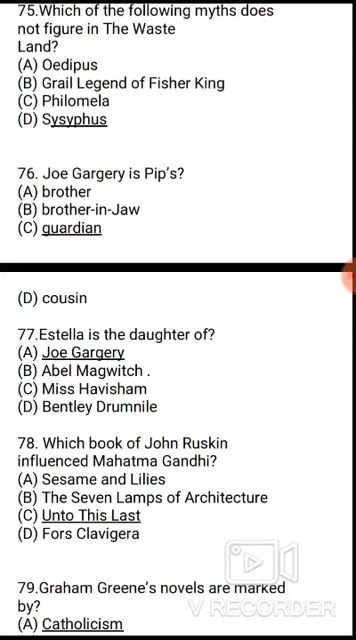 75.Which of the following myths does
not figure in The Waste
Land?
(A) Oedipus
(B) Grail Legend of Fisher King
(C) Philomela
(D) Sysyphus
76. Joe Gargery is Pip's?
(A) brother
(B) brother-in-Jaw
(C) guardian
(D) cousin
77.Estella is the daughter of?
(A) Joe Gargery
(B) Abel Magwitch .
(C) Miss Havisham
(D) Bentley Drumnile
78. Which book of John Ruskin
influenced Mahatma Gandhi?
(A) Sesame and Lilies
(B) The Seven Lamps of Architecture
(C) Unto This Last
(D) Fors Clavigera
79.Graham Greene's novels are marked
by?
V RECORDER
(A) Catholicism